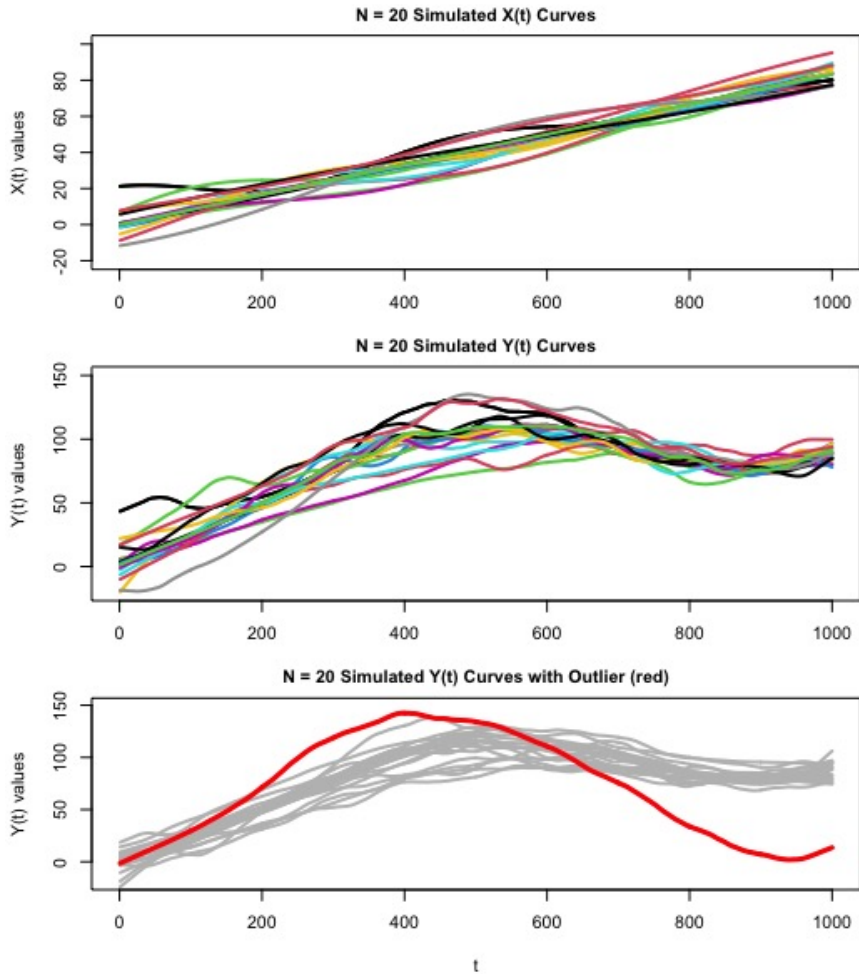 N = 20 Simulated X(t) Curves
X(t) values
80
60
40
20
0
-20
0 200 400 600 800 1000
N = 20 Simulated Y(t) Curves
Y(t) values
150
100
50
0
0 200 400 600 800 1000
N = 20 Simulated Y(t) Curves with Outlier (red)
Y(t) values
150
100
50
0
0 200 400 600 800 1000
t